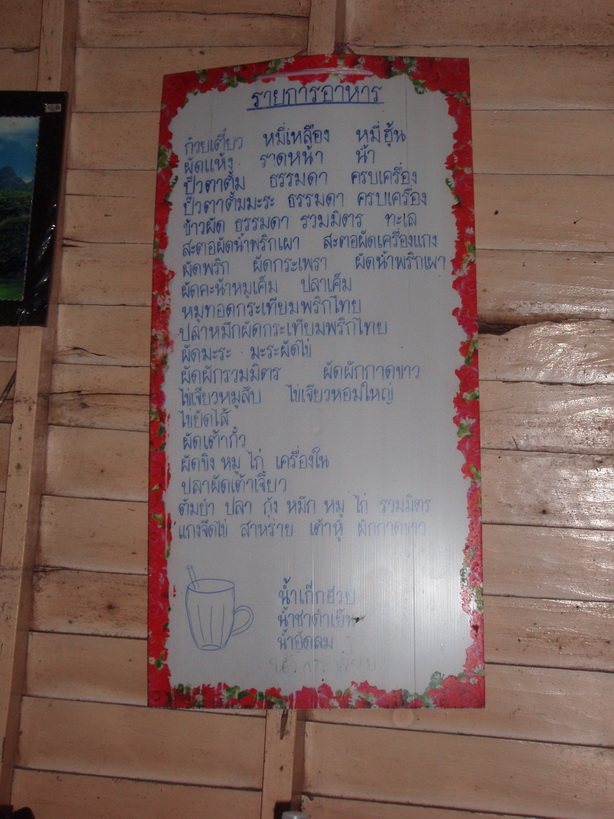 รายการอาหาร
ก๋วยเตี๋ยว หมี่เหลือง หมี่ฮุ้น
ผัดแห้ง ราดหน้า น้ำ
ป๊วตาต้ม ธรรมดา ครบเครื่อง
ป๊วตาต้มมะระ ธรรมดา ครบเครื่อง
ข้าวผัด ธรรมดา รวมมิตร ทะเล
สะตอผัดน้ำพริกเผา สะตอผัดเครื่องแกง
ผัดพริก ผัดกระเพรา ผัดน้ำพริกเผา
ผัดคะน้าหมูเค็ม ปลาเค็ม
หมูทอดกระเทียมพริกไทย
ปลาหมึกผัดกระเทียมพริกไทย
ผัดมะระ มะระผัดไข่
ผัดผักรวมมิตร ผัดผักกาดขาว
ไข่เจียวหมูสับ ไข่เจียวหอมใหญ่
ไข่ยัดไส้
ผัดเต้ากั๋ว
ผัดขิง หมู ไก่ เครื่องใน
ปลาผัดเต้าเจี้ยว
ต้มยำ ปลา กุ้ง หมึก หมู ไก่ รวมมิตร
แกงจืดไข่ สาหร่าย เต้าหู้ ผักกาดขาว
น้ำเก็กฮวย
น้ำชาดำเย็น
น้ำอัดลม